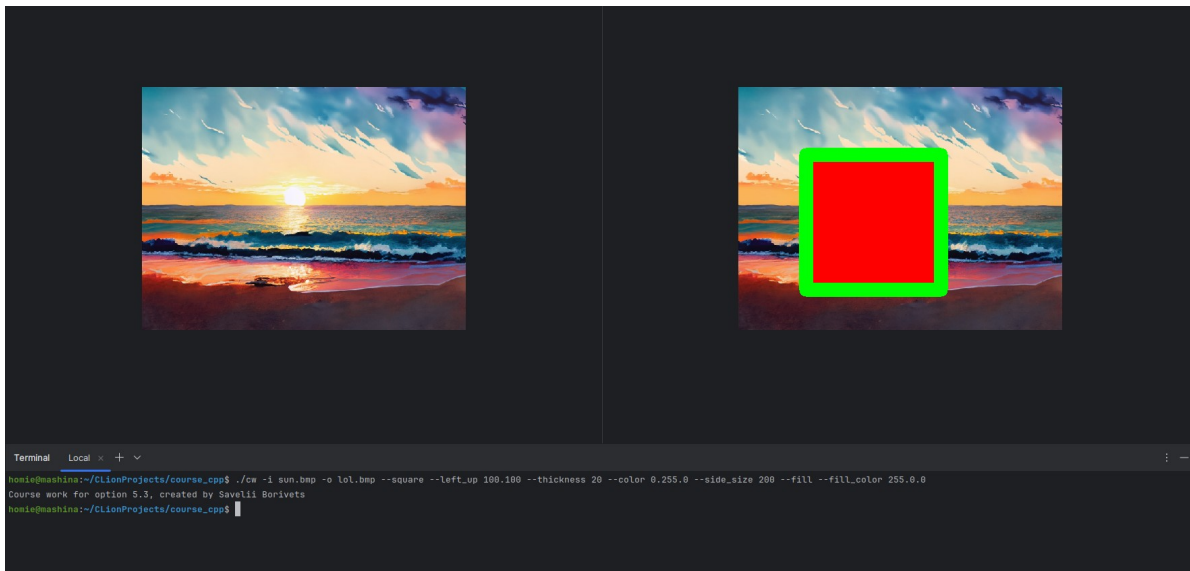 Terminal Local
homie@mashina:~/CLionProjects/course_cpp$ ./cw -i sun.bmp -o lol.bmp --square --left_up 100.100 --thickness 20 --color 0.255.0 --side_size 200 --fill --fill_color 255.0.0
Course work for option 5.3, created by Savelii Borivets
homie@mashina:~/CLionProjects/course_cpp$